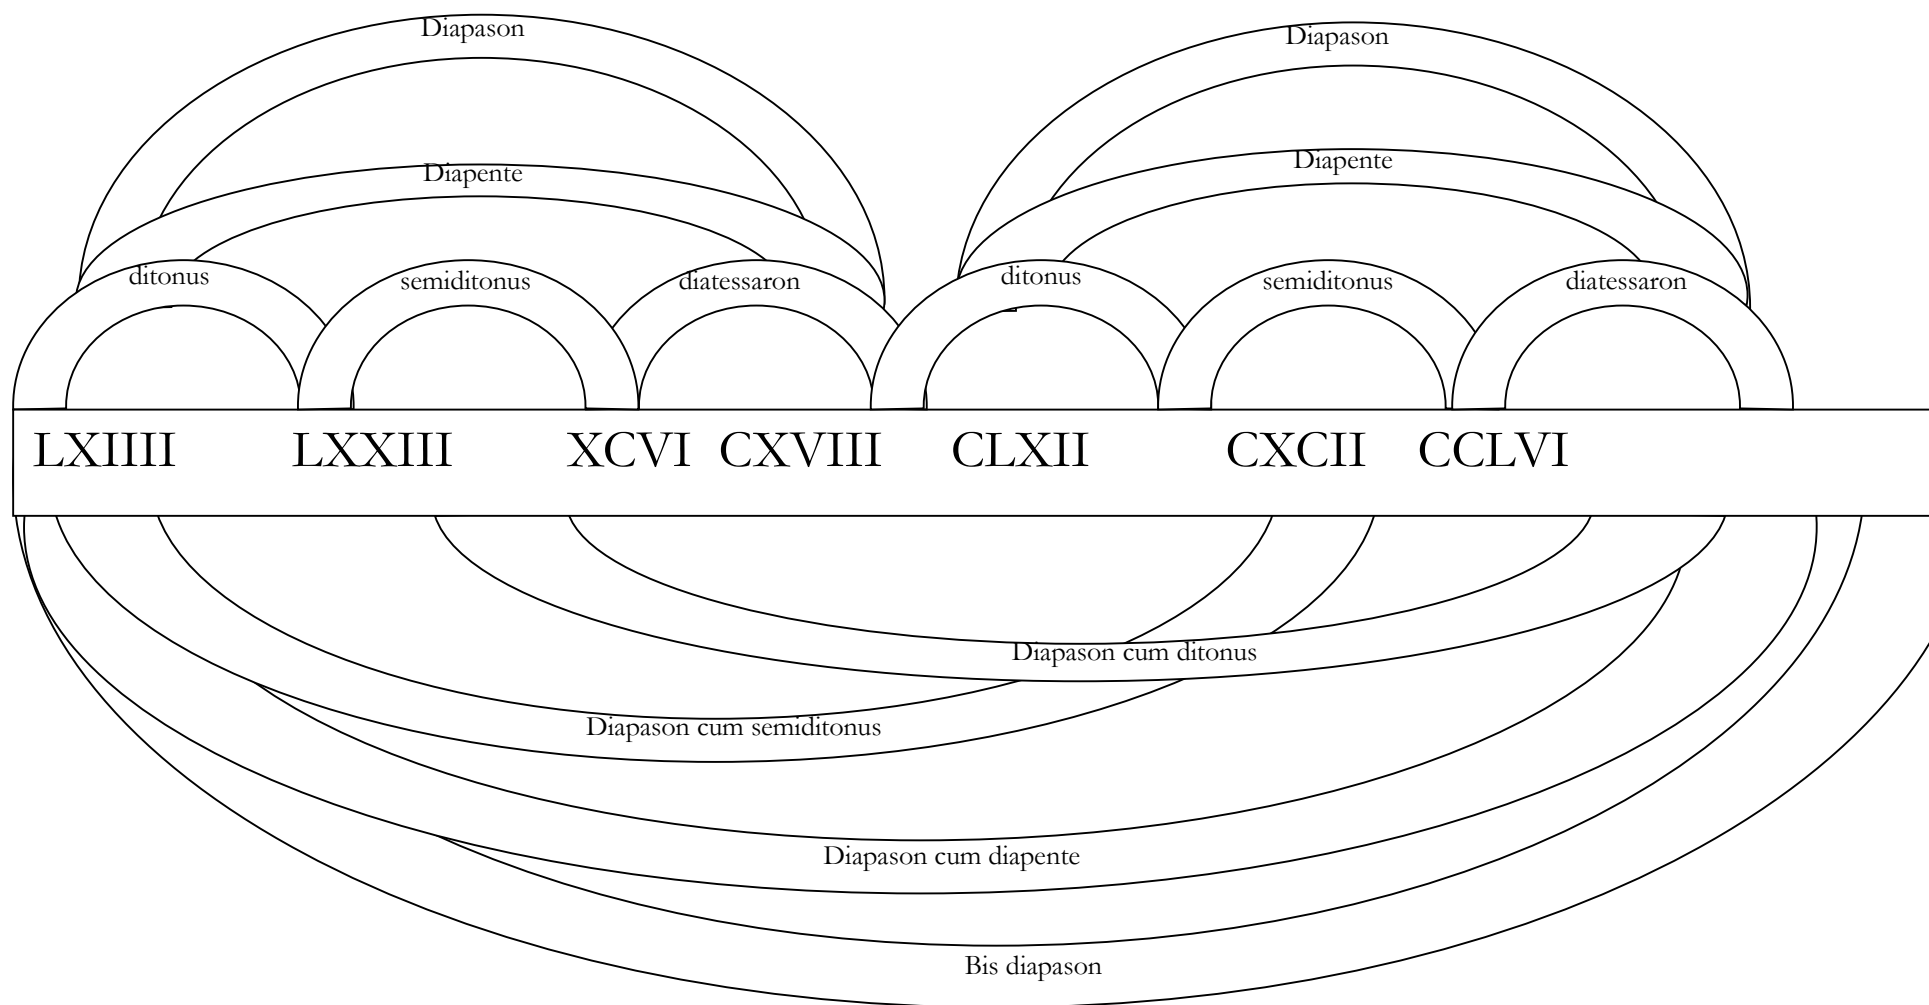 Diapason
Diapason
Diapente
Diapente
ditonus
semiditonus
diatessaron
ditonus
semiditonus
diatessaron
LXIIII LXXIII XCVI CXVIII CLXII CXCII CCLVI
Diapason cum ditonus
Diapason cum semiditonus
Diapason cum diapente
Bis diapason